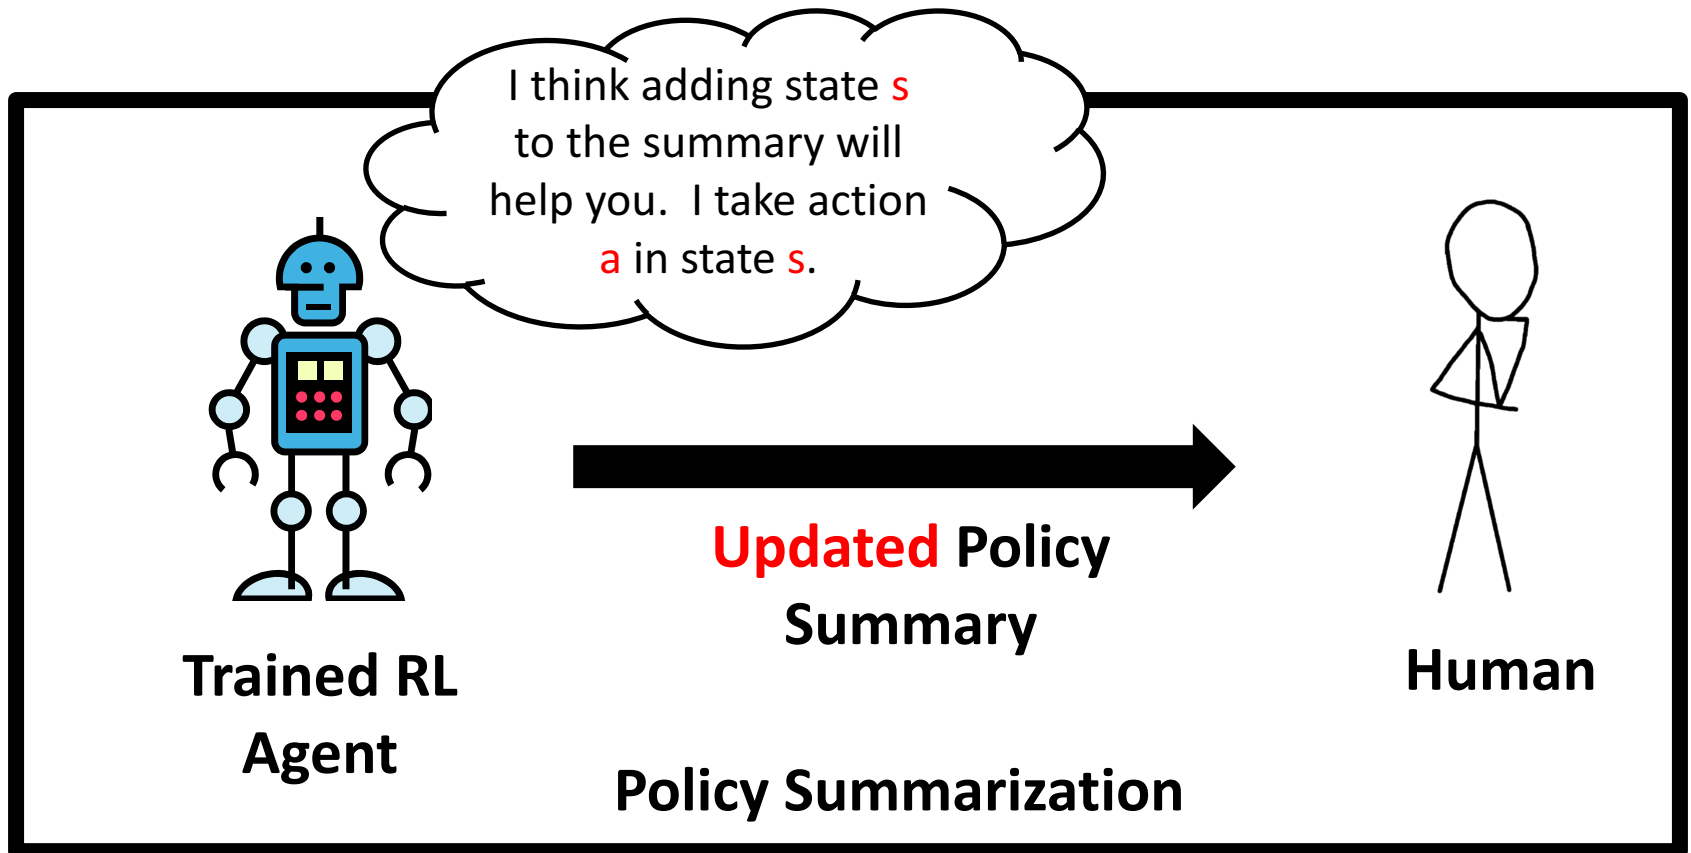 I think adding state s
to the summary will
help you. I take action
a in state s.
Updated Policy
Summary
Trained RL
Agent
Human
Policy Summarization